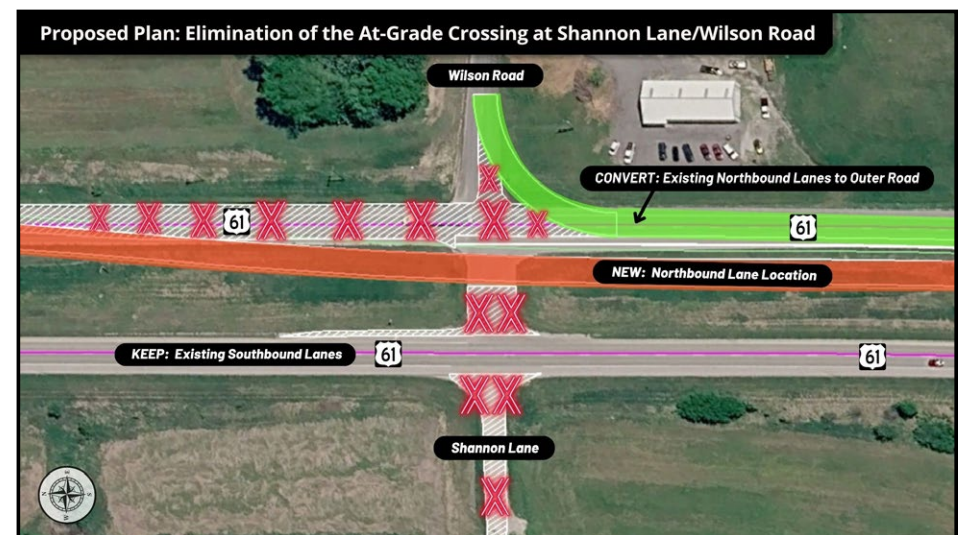 Proposed Plan: Elimination of the At-Grade Crossing at Shannon Lane/Wilson Road
Wilson Road
CONVERT: Existing Northbound Lanes to Outer Road
61
61
NEW: Northbound Lane Location
KEEP: Existing Southbound Lanes
61
61
Shannon Lane
E
N
S
W